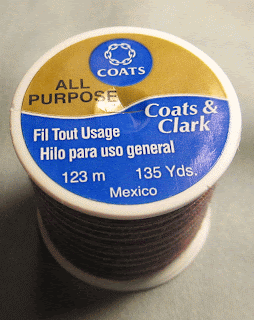 COATS
ALL
PURPOSE
Coats &
Clark
Fil Tout Usage
Hilo para uso general
123 m 135 Yds.
Mexico